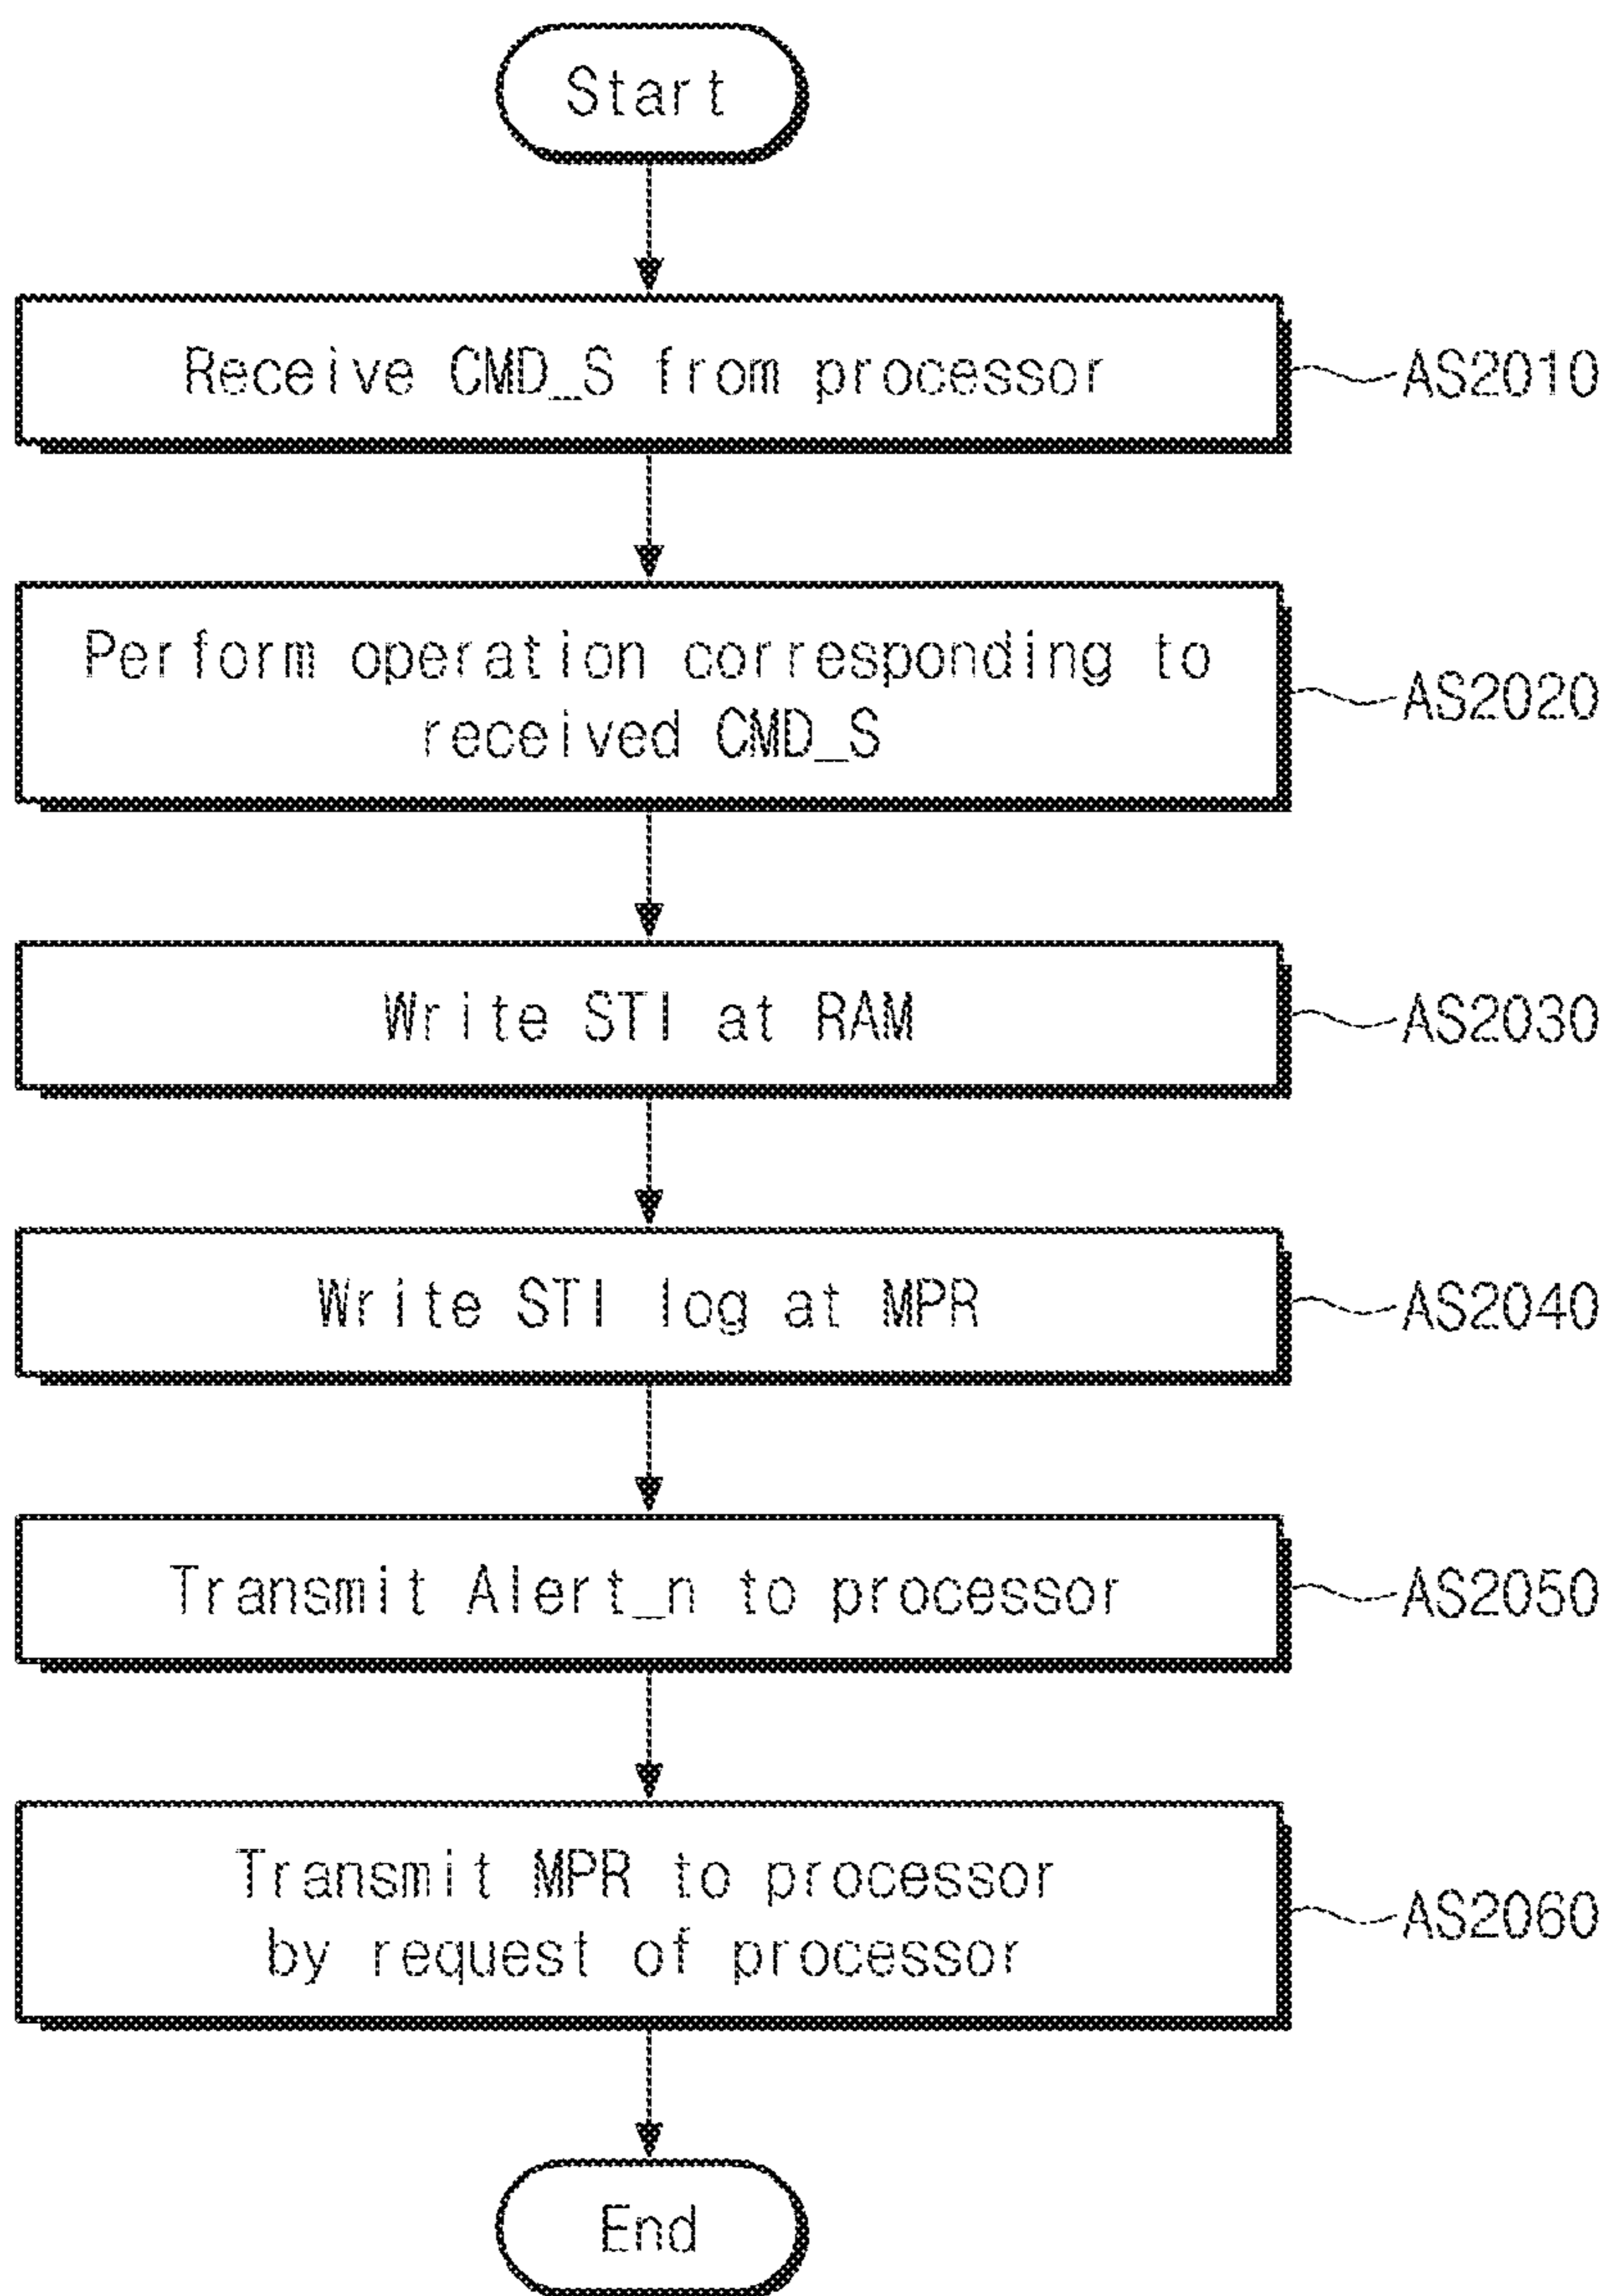 Start
Receive CMD_S from processor
AS2010
Perform operation corresponding to
received CMD_S
AS2020
Write STI at RAM
AS2030
Write STI log at MPR
AS2040
Transmit Alert_n to processor
AS2050
Transmit MPR to processor
by request of processor
AS2060
End